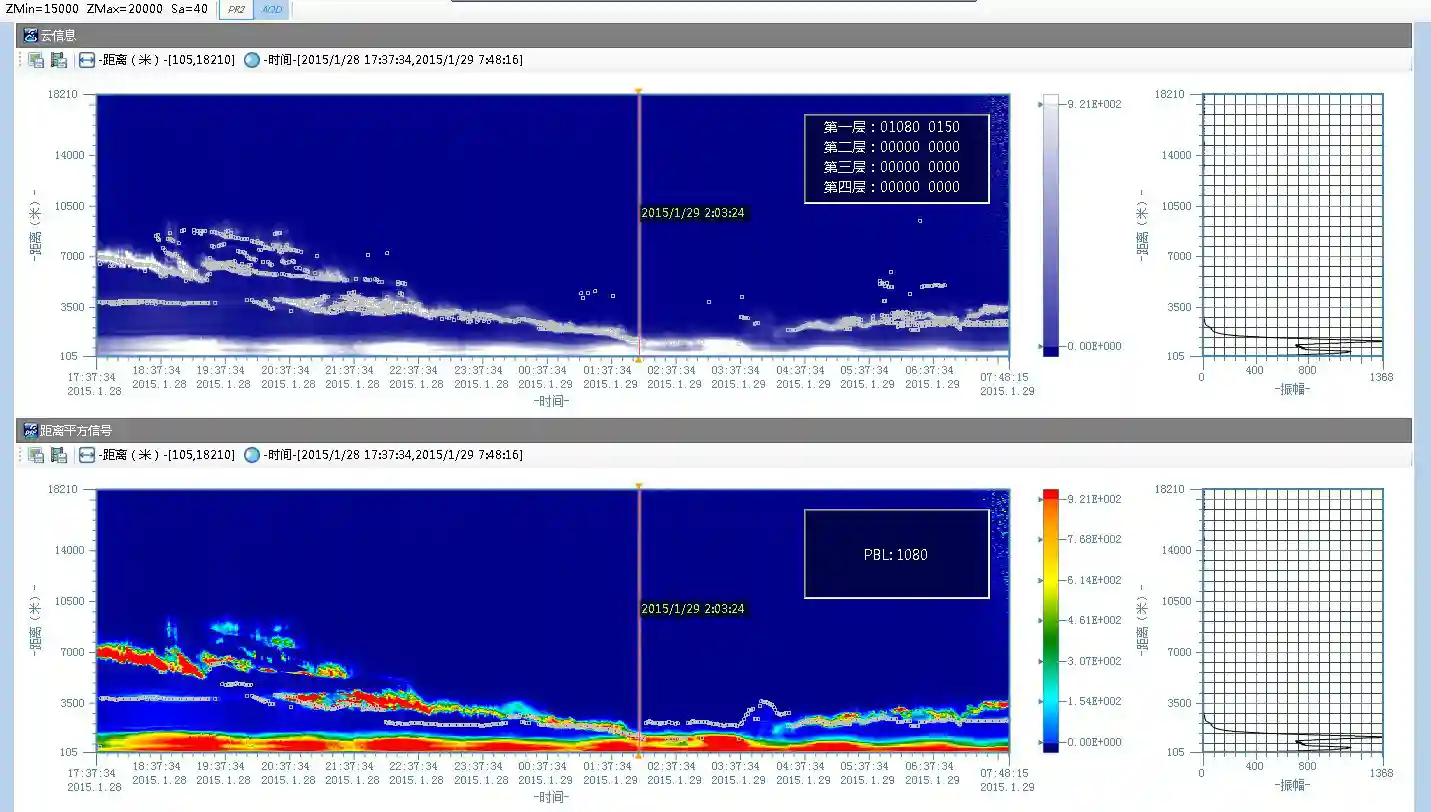 ZMin=15000 ZMax=20000 Sa=40 PR2 AOD
云信息
-距离（米）-[105,18210] -时间-[2015/1/28 17:37:34,2015/1/29 7:48:16]
18210
14000
10500
7000
3500
105
-距离（米）-
第一层：01080 0150
第二层：00000 0000
第三层：00000 0000
第四层：00000 0000
2015/1/29 2:03:24
17:37:34
2015.1.28
18:37:34
2015.1.28
19:37:34
2015.1.28
20:37:34
2015.1.28
21:37:34
2015.1.28
22:37:34
2015.1.28
23:37:34
2015.1.28
00:37:34
2015.1.29
01:37:34
2015.1.29
02:37:34
2015.1.29
03:37:34
2015.1.29
04:37:34
2015.1.29
05:37:34
2015.1.29
06:37:34
2015.1.29
07:48:15
2015.1.29
-时间-
9.21E+002
0.00E+000
18210
14000
10500
7000
3500
105
-距离（米）-
0 400 800 1368
-振幅-
距离平方信号
-距离（米）-[105,18210] -时间-[2015/1/28 17:37:34,2015/1/29 7:48:16]
18210
14000
10500
7000
3500
105
-距离（米）-
PBL: 1080
2015/1/29 2:03:24
17:37:34
2015.1.28
18:37:34
2015.1.28
19:37:34
2015.1.28
20:37:34
2015.1.28
21:37:34
2015.1.28
22:37:34
2015.1.28
23:37:34
2015.1.28
00:37:34
2015.1.29
01:37:34
2015.1.29
02:37:34
2015.1.29
03:37:34
2015.1.29
04:37:34
2015.1.29
05:37:34
2015.1.29
06:37:34
2015.1.29
07:48:15
2015.1.29
-时间-
9.21E+002
7.68E+002
6.14E+002
4.61E+002
3.07E+002
1.54E+002
0.00E+000
18210
14000
10500
7000
3500
105
-距离（米）-
0 400 800 1368
-振幅-